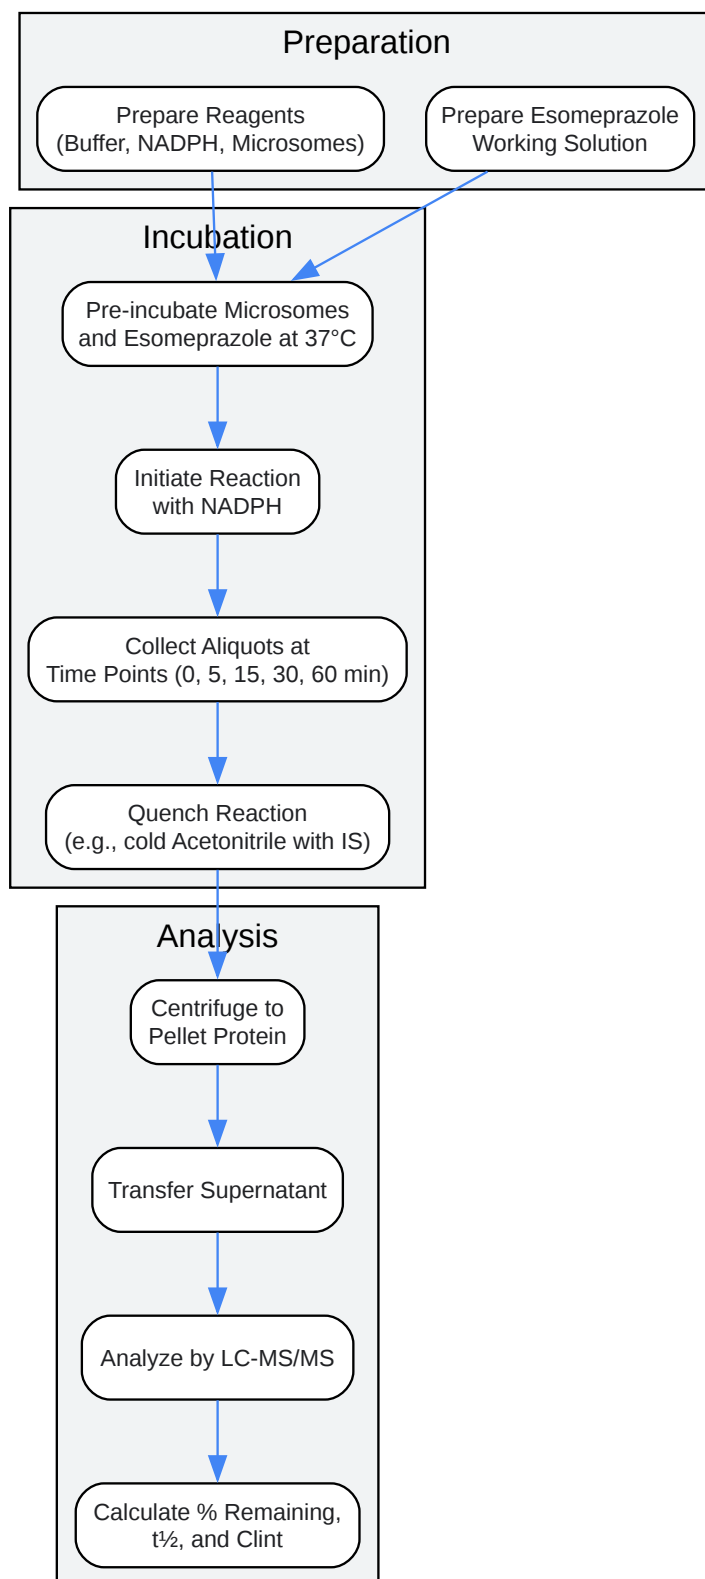 Preparation
Prepare Reagents
(Buffer, NADPH, Microsomes)
Prepare Esomeprazole
Working Solution
Incubation
Pre-incubate Microsomes
and Esomeprazole at 37°C
Initiate Reaction
with NADPH
Collect Aliquots at
Time Points (0, 5, 15, 30, 60 min)
Quench Reaction
(e.g., cold Acetonitrile with IS)
Analysis
Centrifuge to
Pellet Protein
Transfer Supernatant
Analyze by LC-MS/MS
Calculate % Remaining,
t½, and Clint